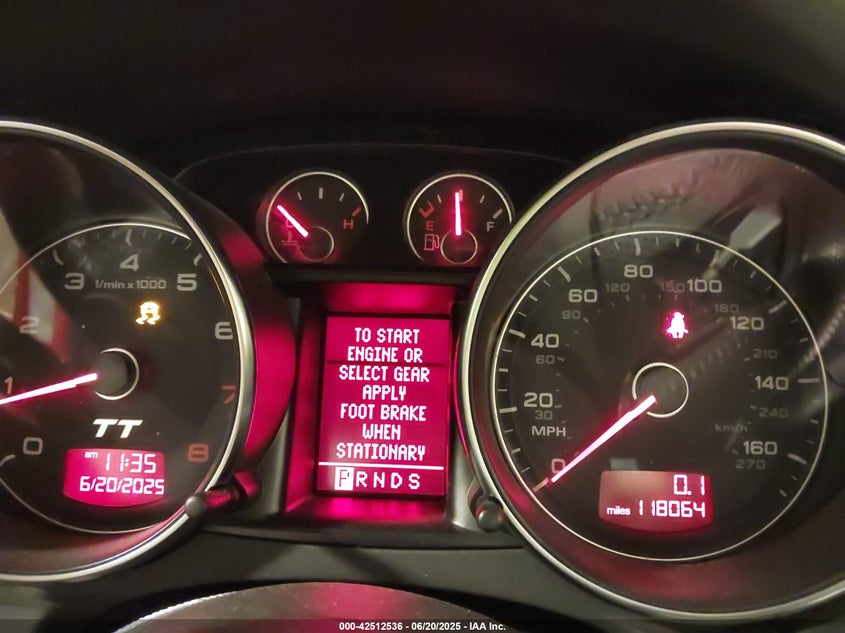 H
E F
3 4 5
1/min x 1000
2 6
1 7
0 8
TT
am 11:35
6/20/2025
TO START
ENGINE OR
SELECT GEAR
APPLY
FOOT BRAKE
WHEN
STATIONARY
P R N D S
80 100
120 150
60 180
90 120
40 210
60 140
20 240
30 km/h
MPH 160
0 270
0.1
miles 118064
000-42512536 - 06/20/2025 - IAA Inc.